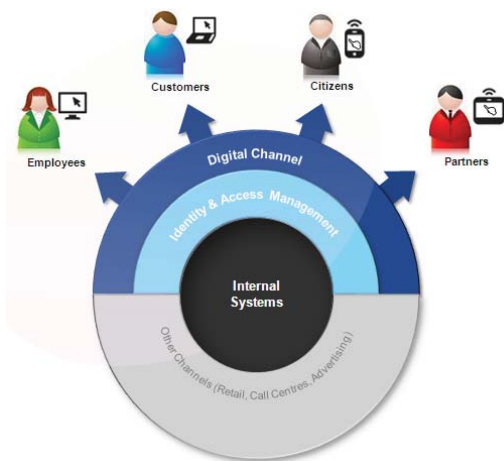 Customers
Citizens
Employees
Partners
Digital Channel
Identity & Access Management
Internal
Systems
Other Channels (Retail, Call Centres, Advertising)